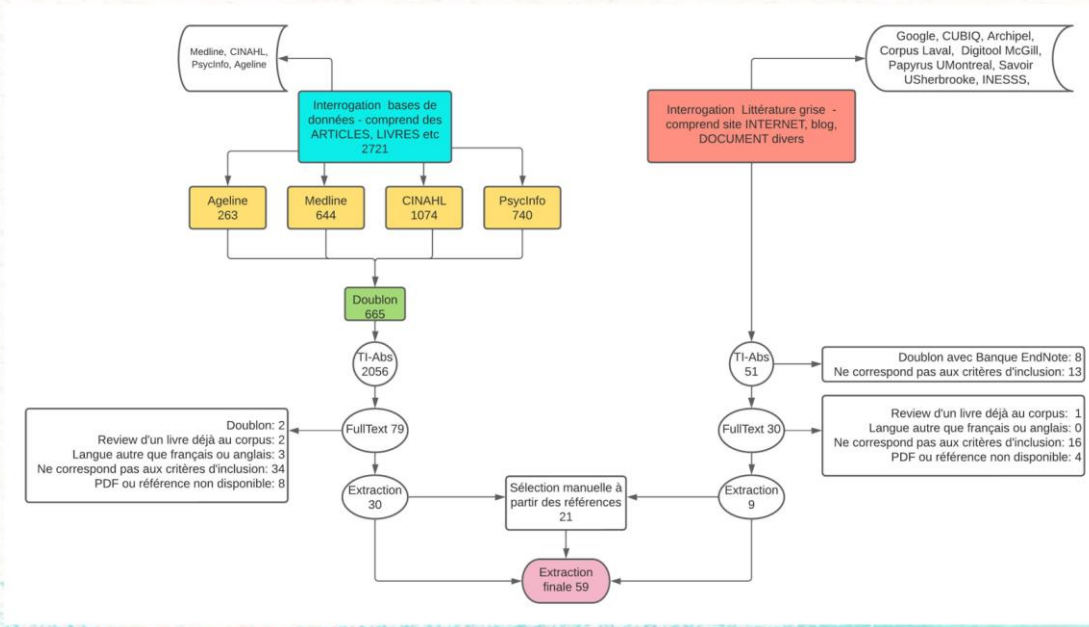 Medline, CINAHL,
PsycInfo, Ageline
Google, CUBIQ, Archipel,
Corpus Laval, Digitool McGill,
Papyrus UMontreal, Savoir
USherbrooke, INESSS,
Interrogation bases de
données - comprend des
ARTICLES, LIVRES etc
2721
Interrogation Littérature grise -
comprend site INTERNET, blog,
DOCUMENT divers
Ageline
263
Medline
644
CINAHL
1074
PsycInfo
740
Doublon
665
TI-Abs
2056
TI-Abs
51
Doublon avec Banque EndNote: 8
Ne correspond pas aux critères d'inclusion: 13
Doublon: 2
Review d'un livre déjà au corpus: 2
Langue autre que français ou anglais: 3
Ne correspond pas aux critères d'inclusion: 34
PDF ou référence non disponible: 8
FullText 79
FullText 30
Review d'un livre déjà au corpus: 1
Langue autre que français ou anglais: 0
Ne correspond pas aux critères d'inclusion: 16
PDF ou référence non disponible: 4
Extraction
30
Sélection manuelle à
partir des références
21
Extraction
9
Extraction
finale 59